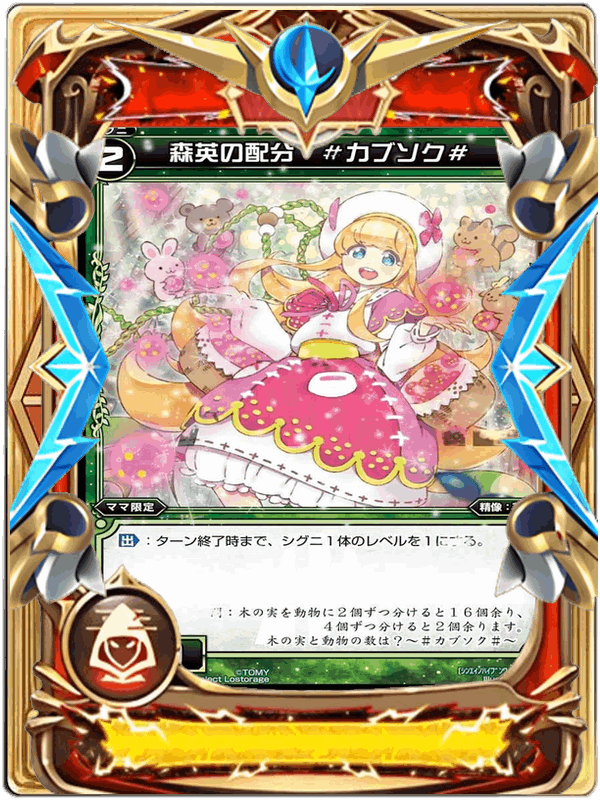 2
森英の配分 #カブソク#
ママ限定
精像:
出:ターン終了時まで、シグニ1体のレベルを1にする。
問:木の実を動物に2個ずつ分けると16個余り、
4個ずつ分けると2個余ります。
木の実と動物の数は?~#カブソク#~
©TOMY
ject Lostorage